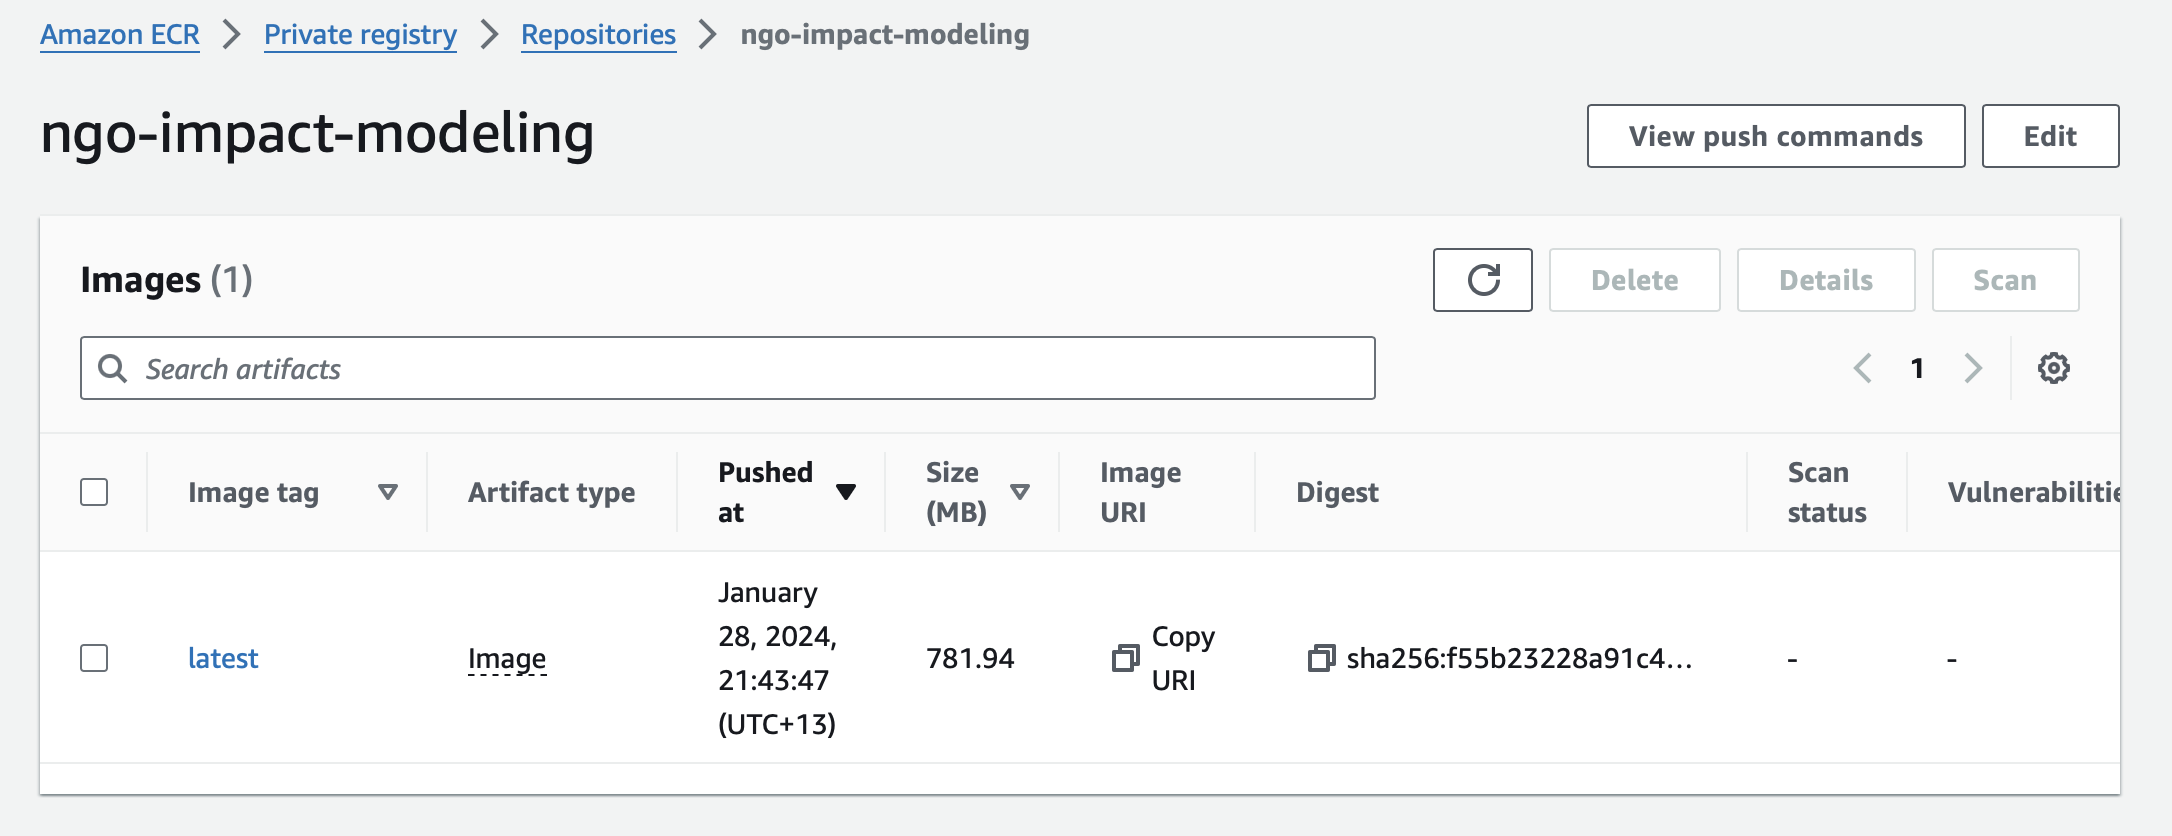 Amazon ECR > Private registry > Repositories > ngo-impact-modeling
ngo-impact-modeling
View push commands
Edit
Images (1)
Delete
Details
Scan
Search artifacts
1
Image tag
Artifact type
Pushed
at
Size
(MB)
Image
URI
Digest
Scan
status
Vulnerabilitie
latest
Image
January
28, 2024,
21:43:47
(UTC+13)
781.94
Copy
URI
sha256:f55b23228a91c4...
-
-